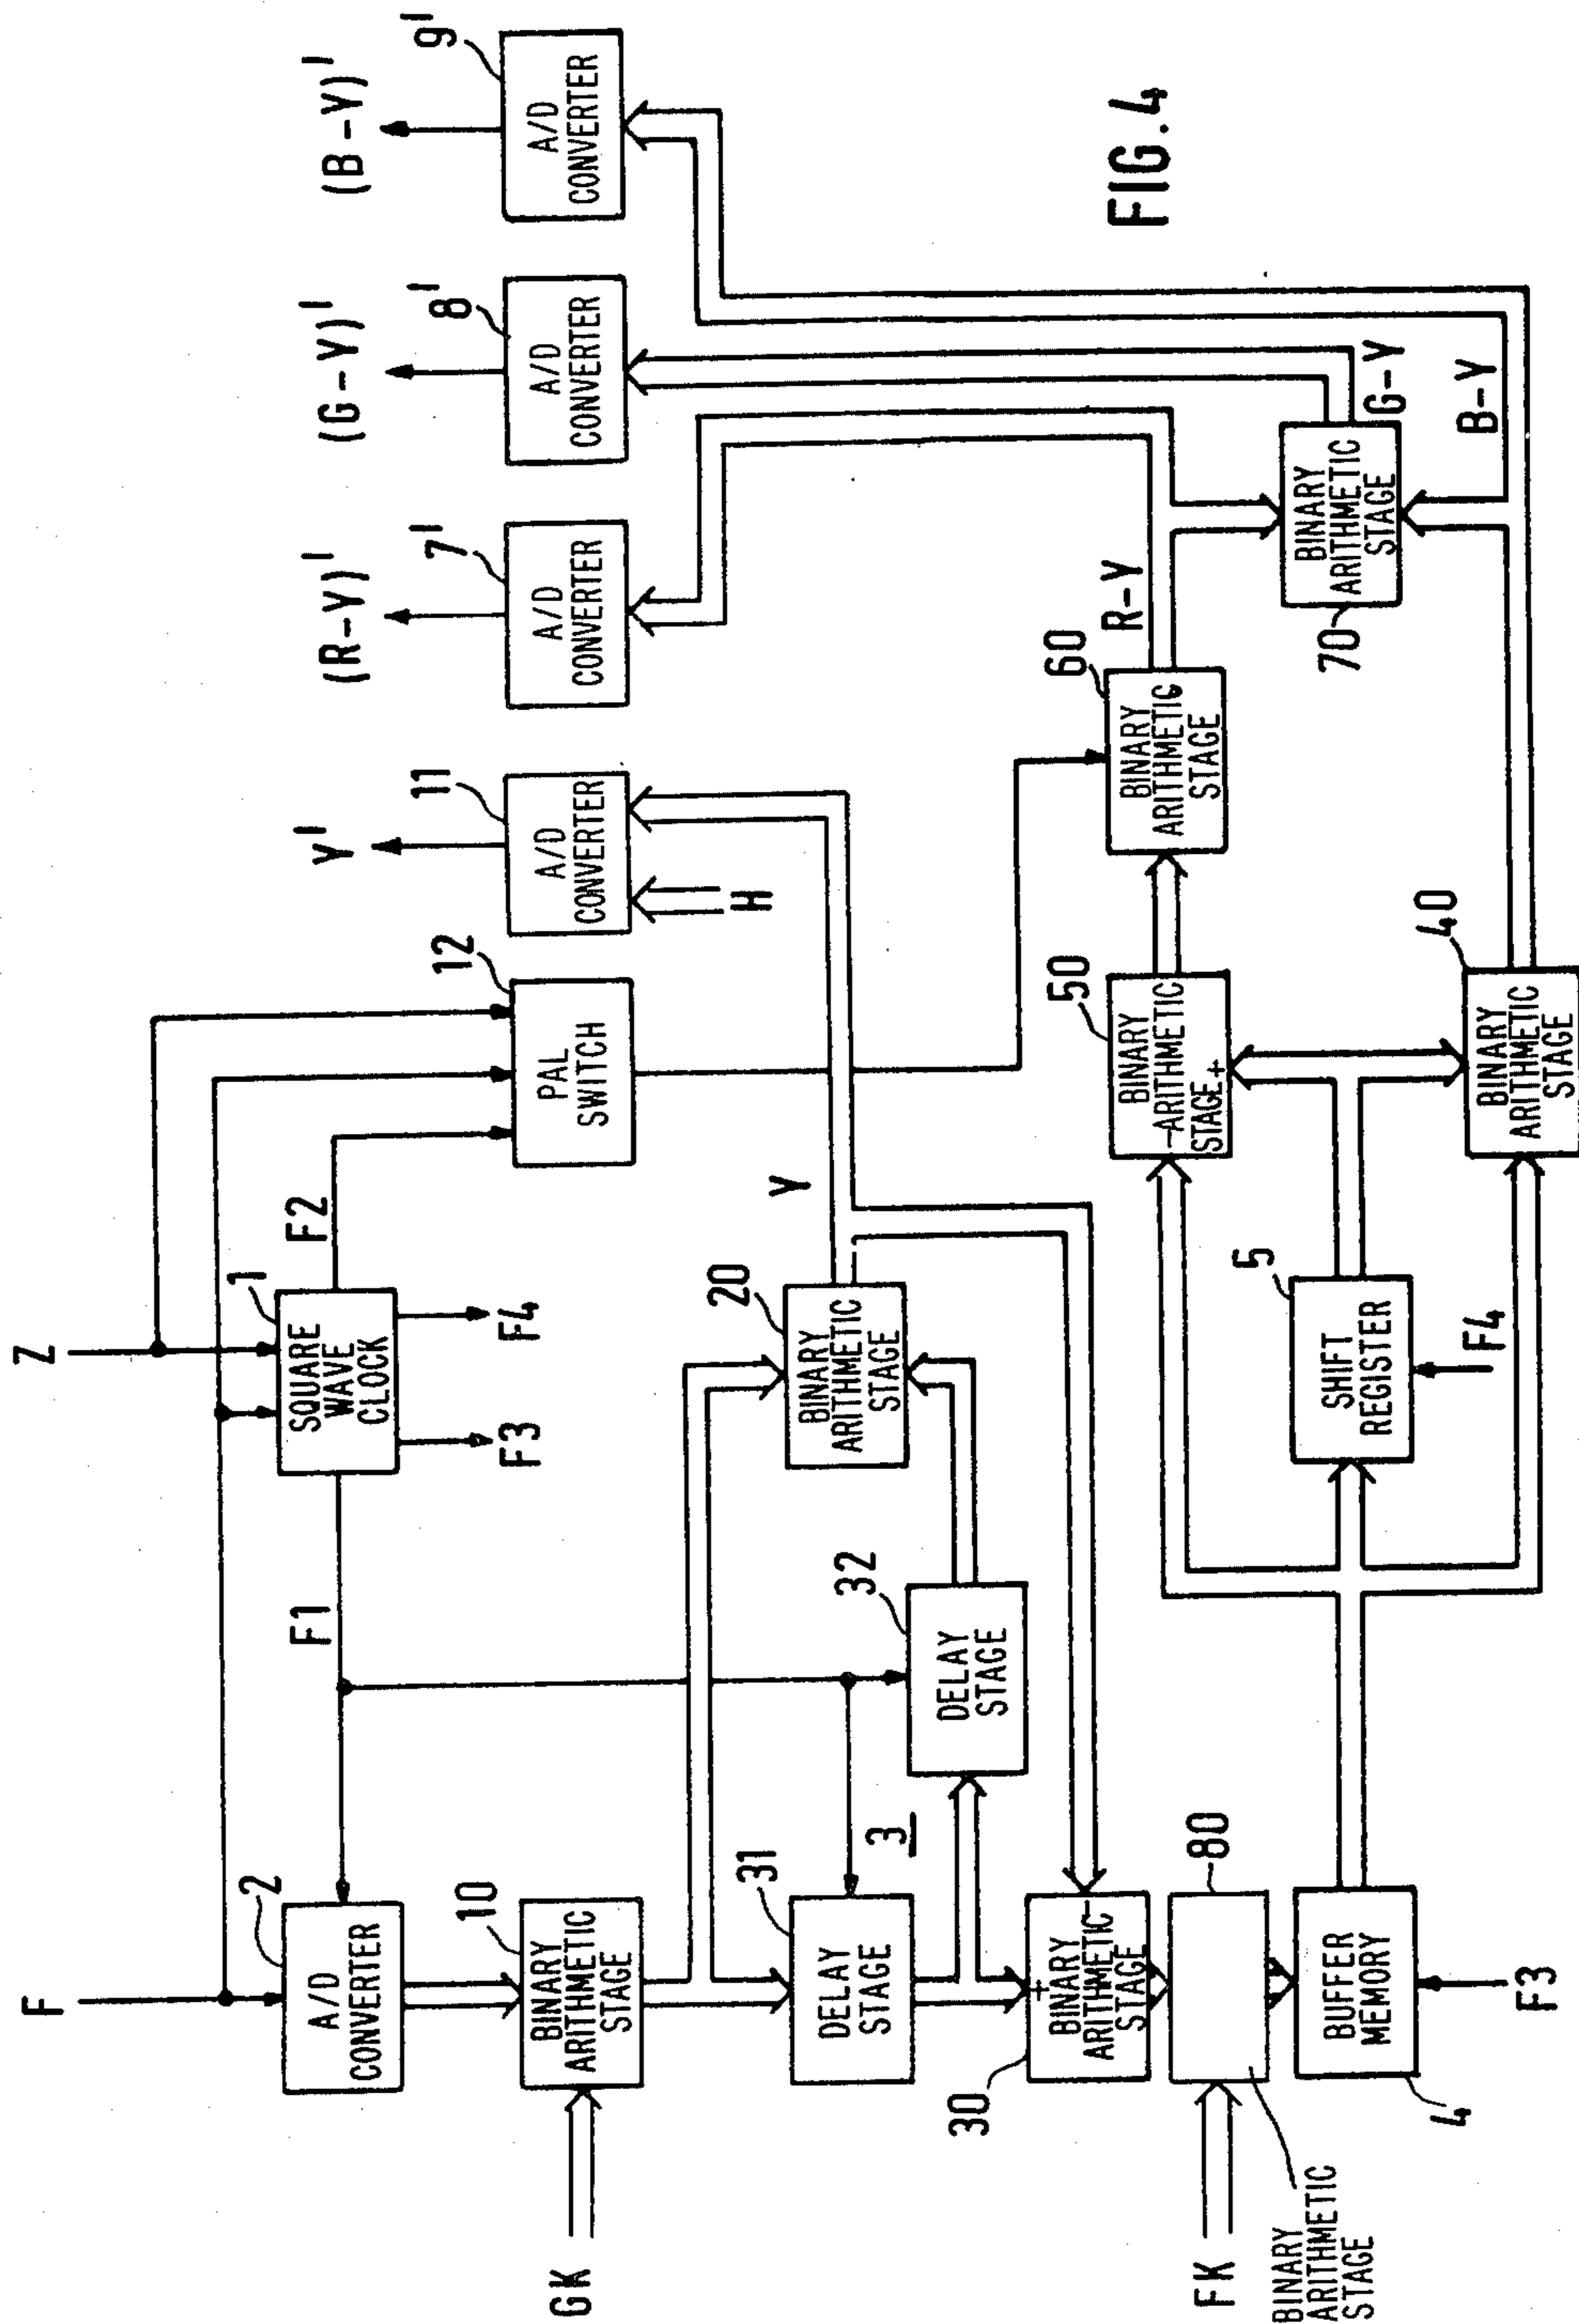 F
Z
2
A/D
CONVERTER
F1
1
SQUARE
WAVE
CLOCK
F2
F3
F4
12
PAL
SWITCH
Y'
11
A/D
CONVERTER
H
(R-Y)'
7'
A/D
CONVERTER
(G-Y)'
8'
A/D
CONVERTER
(B-Y)'
9'
A/D
CONVERTER
GK
10
BINARY
ARITHMETIC
STAGE
20
BINARY
ARITHMETIC
STAGE
Y
31
DELAY
STAGE
3
32
DELAY
STAGE
30
+
-
BINARY
ARITHMETIC
STAGE
FK
80
BINARY
ARITHMETIC
STAGE
4
BUFFER
MEMORY
F3
5
SHIFT
REGISTER
F4
50
BINARY
-ARITHMETIC
STAGE+
60
BINARY
ARITHMETIC
STAGE
R-Y
40
BINARY
ARITHMETIC
STAGE
70
BINARY
ARITHMETIC
STAGE
G-Y
B-Y
FIG.4